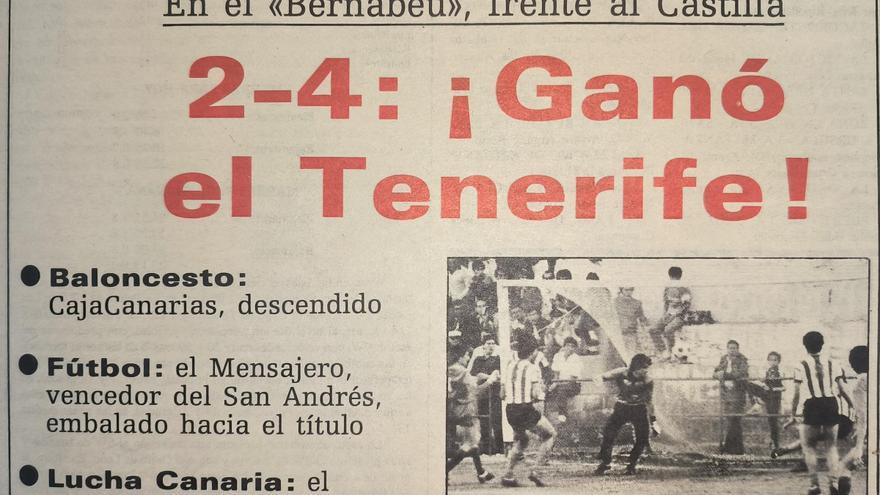 En el «Bernabéu», frente al Castilla
2-4: ¡Ganó
el Tenerife!
● Baloncesto:
CajaCanarias, descendido
● Fútbol: el Mensajero,
vencedor del San Andrés,
embalado hacia el título
● Lucha Canaria: el